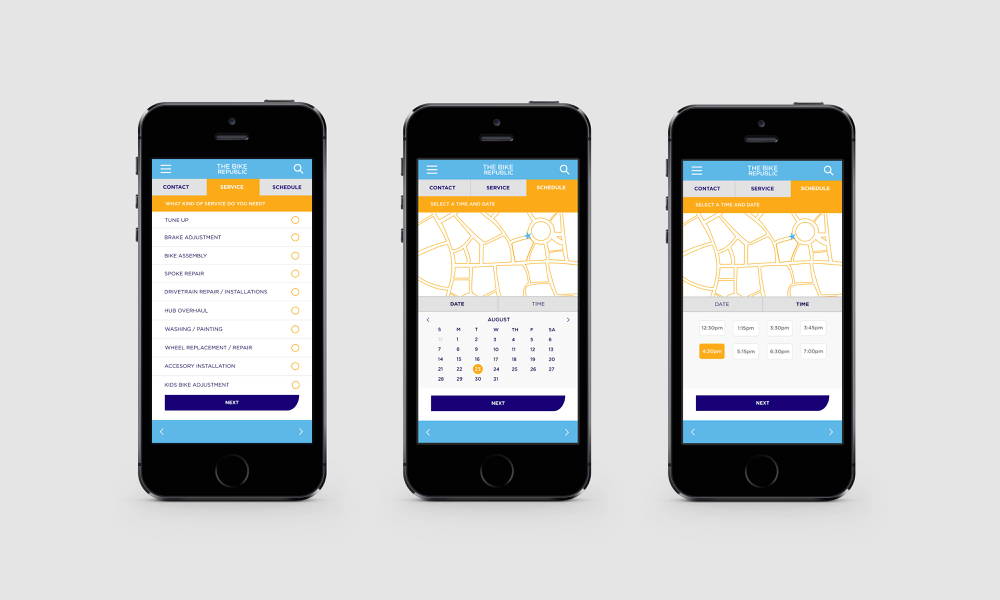 THE BIKE
REPUBLIC
CONTACT SERVICE SCHEDULE
WHAT KIND OF SERVICE DO YOU NEED?
TUNE UP
BRAKE ADJUSTMENT
BIKE ASSEMBLY
SPOKE REPAIR
DRIVETRAIN REPAIR / INSTALLATIONS
HUB OVERHAUL
WASHING / PAINTING
WHEEL REPLACEMENT / REPAIR
ACCESORY INSTALLATION
KIDS BIKE ADJUSTMENT
NEXT
THE BIKE
REPUBLIC
CONTACT SERVICE SCHEDULE
SELECT A TIME AND DATE
DATE TIME
AUGUST
S M T W TH F S SA
31 1 2 3 4 5 6
7 8 9 10 11 12 13
14 15 16 17 18 19 20
21 22 23 24 25 26 27
28 29 30 31
NEXT
THE BIKE
REPUBLIC
CONTACT SERVICE SCHEDULE
SELECT A TIME AND DATE
DATE TIME
12:30pm 1:15pm 3:30pm 3:45pm
4:30pm 5:15pm 6:30pm 7:00pm
NEXT